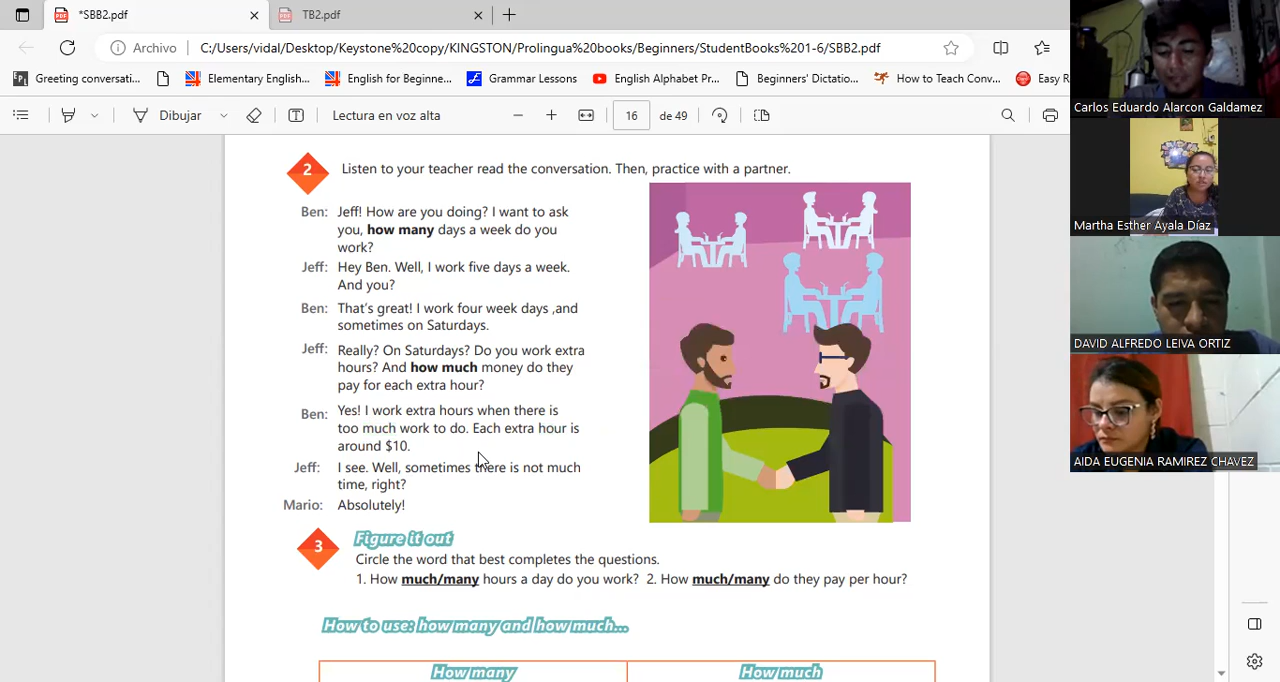 *SBB2.pdf
TB2.pdf
Archivo
C:/Users/vidal/Desktop/Keystone%20copy/KINGSTON/Prolingua%20books/Beginners/StudentBooks%201-6/SBB2.pdf
Greeting conversati...
Elementary English...
English for Beginne...
Grammar Lessons
English Alphabet Pr...
Beginners' Dictatio...
How to Teach Conv...
Easy R
Dibujar
Lectura en voz alta
16
de 49
2
Listen to your teacher read the conversation. Then, practice with a partner.
Ben: Jeff! How are you doing? I want to ask
you, how many days a week do you
work?
Jeff: Hey Ben. Well, I work five days a week.
And you?
Ben: That's great! I work four week days ,and
sometimes on Saturdays.
Jeff: Really? On Saturdays? Do you work extra
hours? And how much money do they
pay for each extra hour?
Ben: Yes! I work extra hours when there is
too much work to do. Each extra hour is
around $10.
Jeff: I see. Well, sometimes there is not much
time, right?
Mario: Absolutely!
3
Figure it out
Circle the word that best completes the questions.
1. How much/many hours a day do you work? 2. How much/many do they pay per hour?
How to use: how many and how much...
How many
How much
Carlos Eduardo Alarcon Galdamez
Martha Esther Ayala Díaz
DAVID ALFREDO LEIVA ORTIZ
AIDA EUGENIA RAMIREZ CHAVEZ